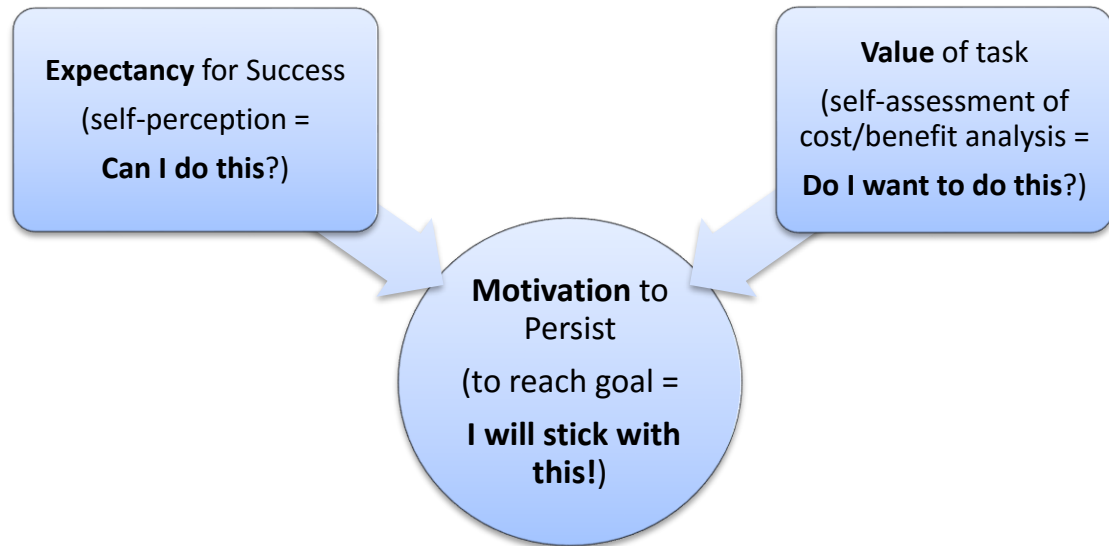 Expectancy for Success
(self-perception =
Can I do this?)
Value of task
(self-assessment of
cost/benefit analysis =
Do I want to do this?)
Motivation to
Persist
(to reach goal =
I will stick with
this!)